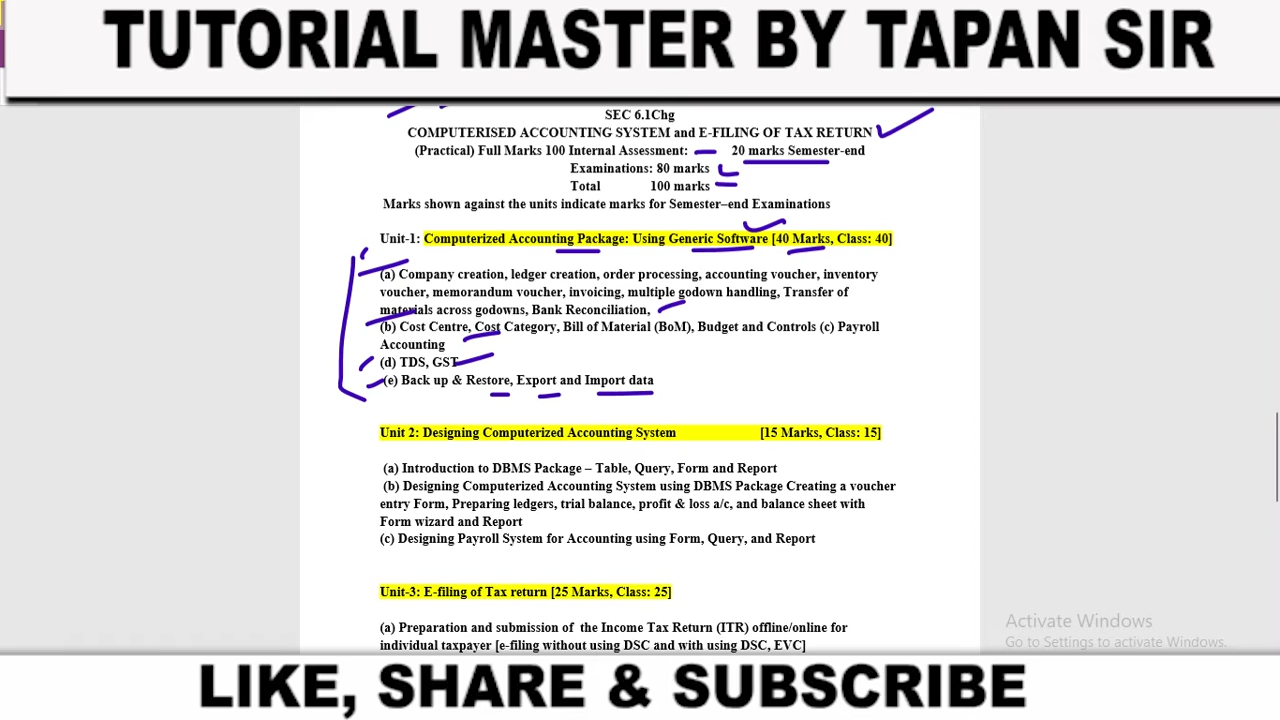 TUTORIAL MASTER BY TAPAN SIR
SEC 6.1Chg
COMPUTERISED ACCOUNTING SYSTEM and E-FILING OF TAX RETURN
(Practical) Full Marks 100 Internal Assessment: 20 marks Semester-end
Examinations: 80 marks
Total 100 marks
Marks shown against the units indicate marks for Semester–end Examinations
Unit-1: Computerized Accounting Package: Using Generic Software [40 Marks, Class: 40]
(a) Company creation, ledger creation, order processing, accounting voucher, inventory
voucher, memorandum voucher, invoicing, multiple godown handling, Transfer of
materials across godowns, Bank Reconciliation,
(b) Cost Centre, Cost Category, Bill of Material (BoM), Budget and Controls (c) Payroll
Accounting
(d) TDS, GST
(e) Back up & Restore, Export and Import data
Unit 2: Designing Computerized Accounting System [15 Marks, Class: 15]
(a) Introduction to DBMS Package – Table, Query, Form and Report
(b) Designing Computerized Accounting System using DBMS Package Creating a voucher
entry Form, Preparing ledgers, trial balance, profit & loss a/c, and balance sheet with
Form wizard and Report
(c) Designing Payroll System for Accounting using Form, Query, and Report
Unit-3: E-filing of Tax return [25 Marks, Class: 25]
(a) Preparation and submission of the Income Tax Return (ITR) offline/online for
individual taxpayer [e-filing without using DSC and with using DSC, EVC]
Activate Windows
Go to Settings to activate Windows.
LIKE, SHARE & SUBSCRIBE